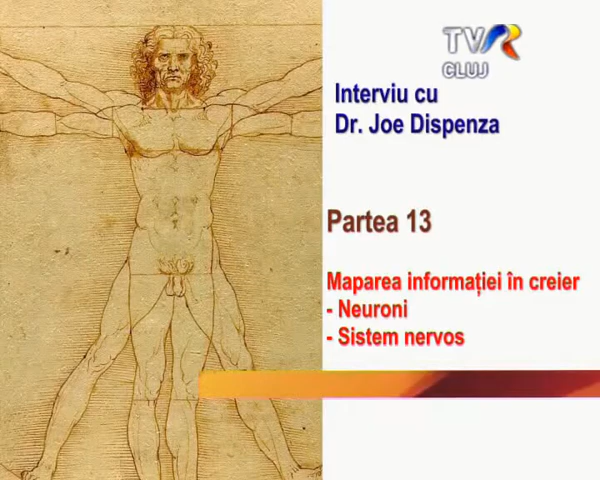 TVR
CLUJ
Interviu cu
Dr. Joe Dispenza
Partea 13
Maparea informației în creier
- Neuroni
- Sistem nervos